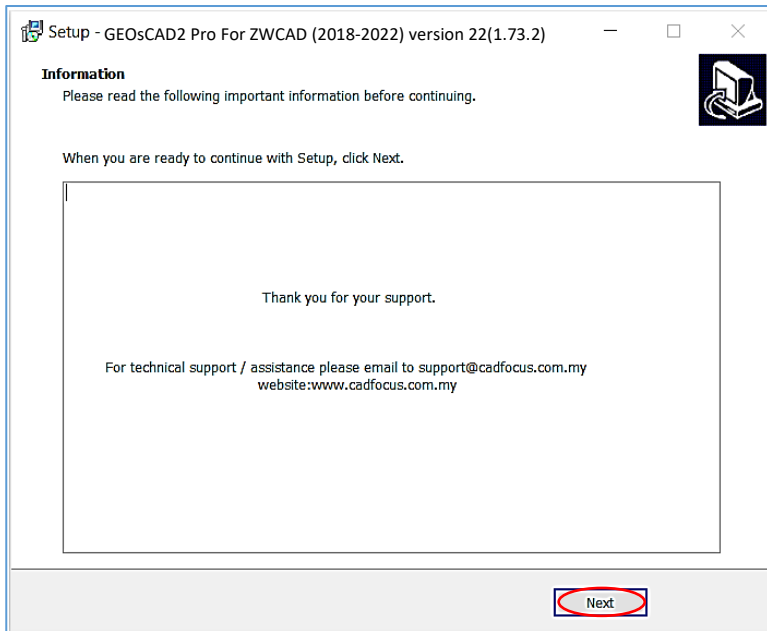 Setup - GEOsCAD2 Pro For ZWCAD (2018-2022) version 22(1.73.2)
Information
Please read the following important information before continuing.
When you are ready to continue with Setup, click Next.
Thank you for your support.
For technical support / assistance please email to support@cadfocus.com.my
website:www.cadfocus.com.my
Next